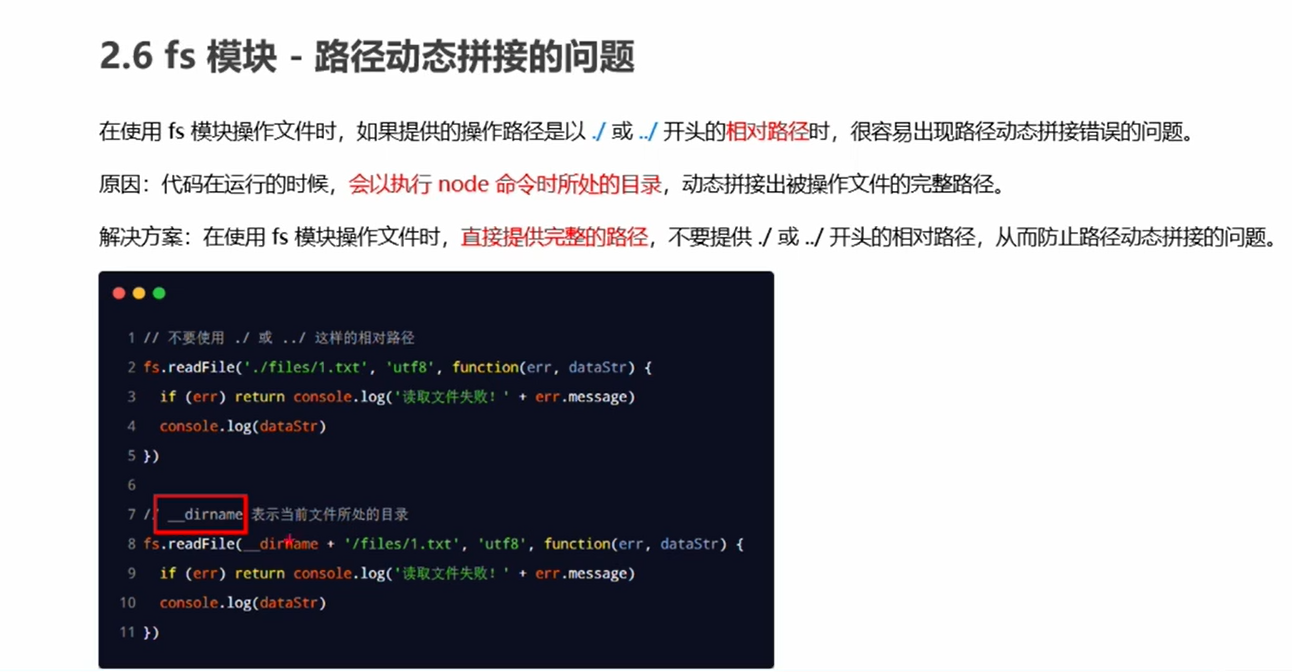 2.6 fs 模块 - 路径动态拼接的问题
在使用 fs 模块操作文件时，如果提供的操作路径是以 ./ 或 ../ 开头的相对路径时，很容易出现路径动态拼接错误的问题。
原因：代码在运行的时候，会以执行 node 命令时所处的目录，动态拼接出被操作文件的完整路径。
解决方案：在使用 fs 模块操作文件时，直接提供完整的路径，不要提供 ./ 或 ../ 开头的相对路径，从而防止路径动态拼接的问题。
1 // 不要使用 ./ 或 ../ 这样的相对路径
2 fs.readFile('./files/1.txt', 'utf8', function(err, dataStr) {
3 if (err) return console.log('读取文件失败！' + err.message)
4 console.log(dataStr)
5 })
6
7 // __dirname 表示当前文件所处的目录
8 fs.readFile(__dirname + '/files/1.txt', 'utf8', function(err, dataStr) {
9 if (err) return console.log('读取文件失败！' + err.message)
10 console.log(dataStr)
11 })